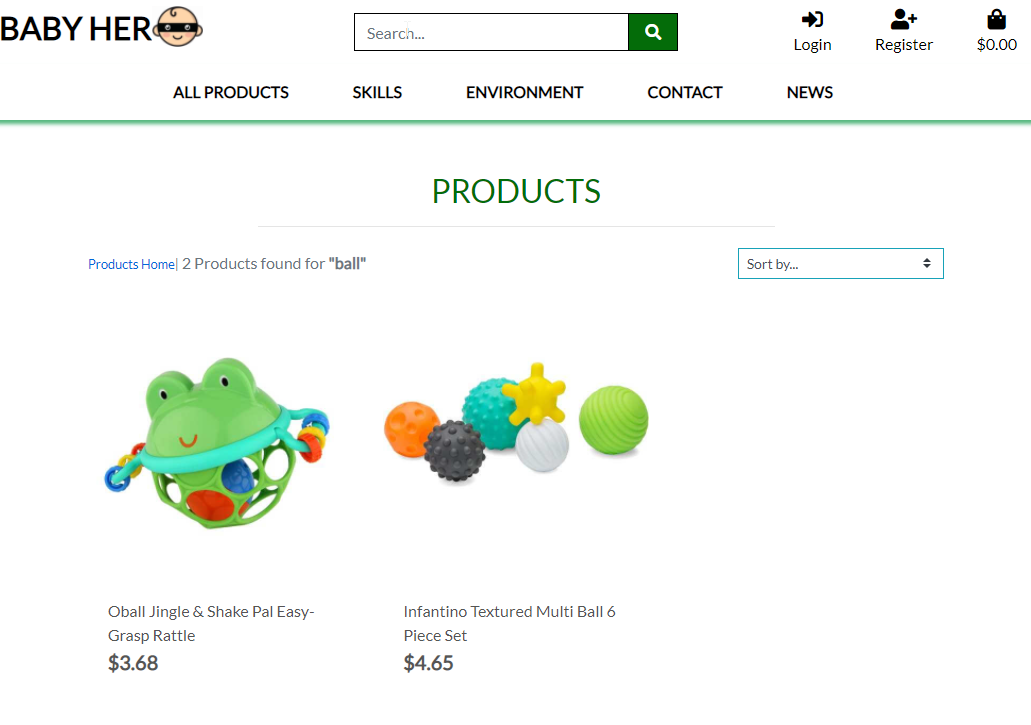 BABY HER
Search...
Login
Register
$0.00
ALL PRODUCTS
SKILLS
ENVIRONMENT
CONTACT
NEWS
PRODUCTS
Products Home| 2 Products found for "ball"
Sort by...
Oball Jingle & Shake Pal Easy-
Grasp Rattle
$3.68
Infantino Textured Multi Ball 6
Piece Set
$4.65